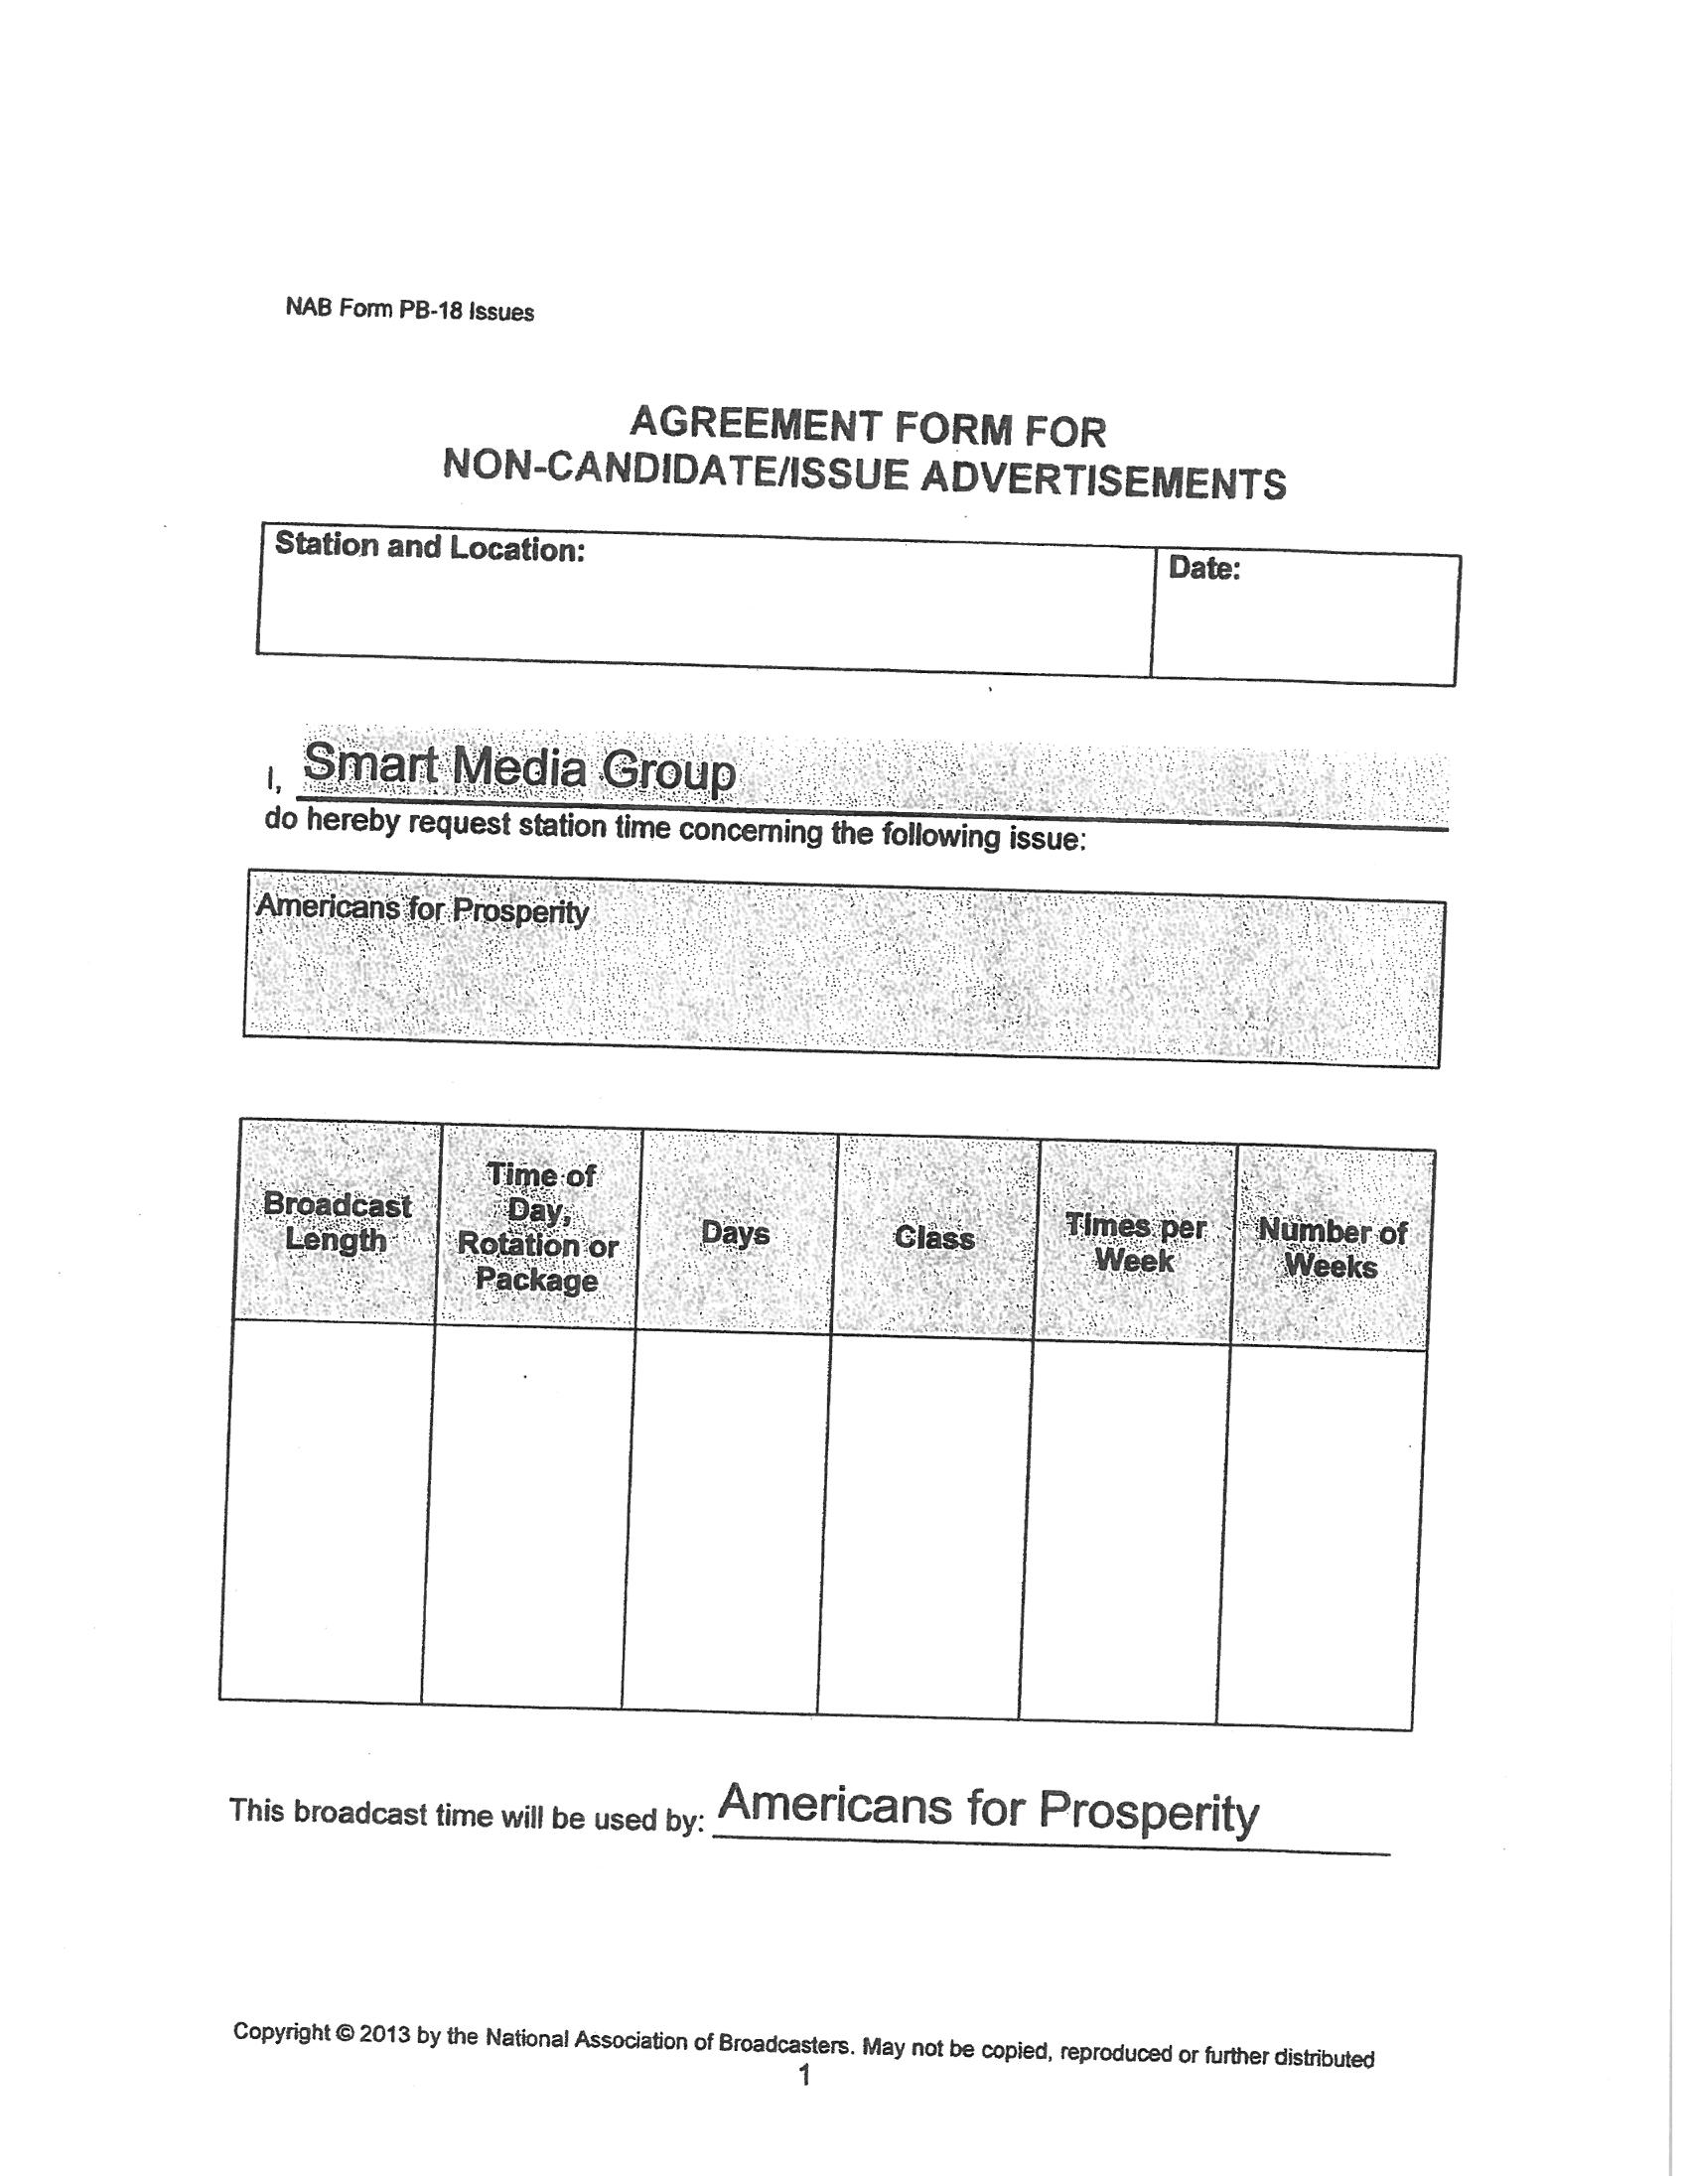 NAB Form PB-18 Issues
AGREEMENT FORM FOR
NON-CANDIDATE/ISSUE ADVERTISEMENTS
Station and Location:
Date:
I, Smart Media Group
do hereby request station time concerning the following issue:
Americans for Prosperity
Broadcast
Length
Time of
Day,
Rotation or
Package
Days
Class
Times per
Week
Number of
Weeks
This broadcast time will be used by: Americans for Prosperity
Copyright © 2013 by the National Association of Broadcasters. May not be copied, reproduced or further distributed
1